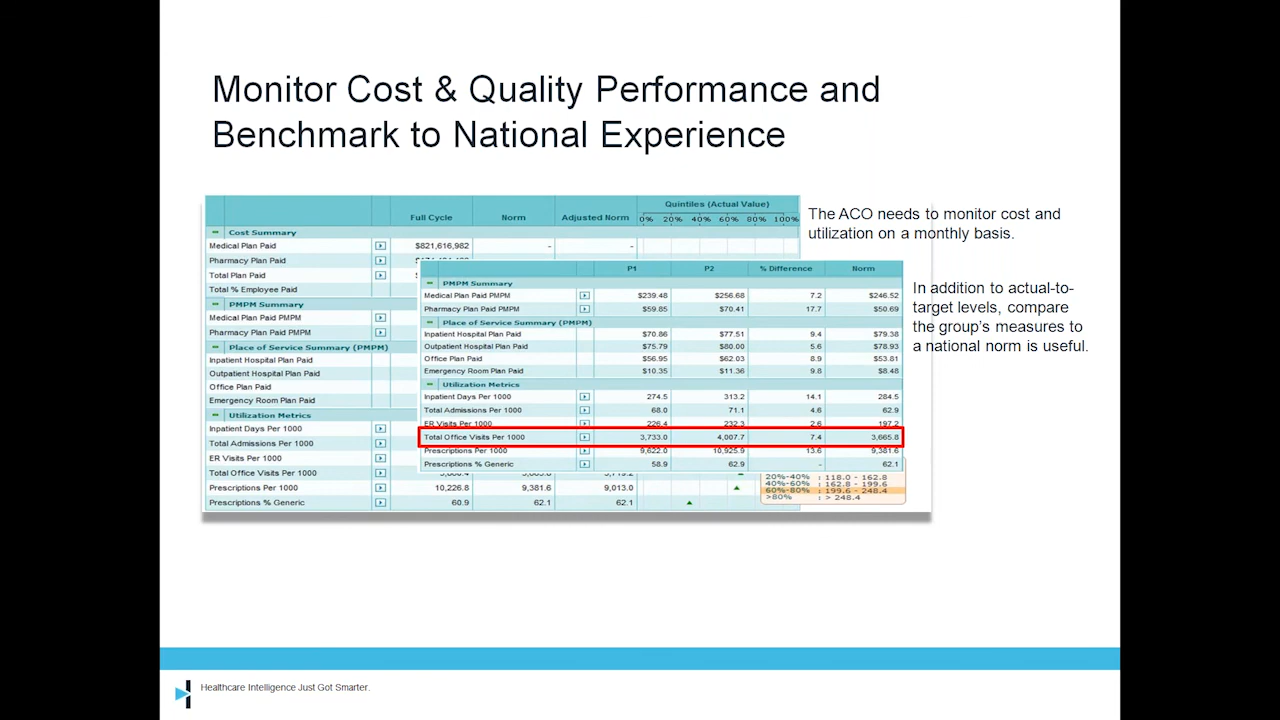 Monitor Cost & Quality Performance and
Benchmark to National Experience
Quintiles (Actual Value)
Full Cycle Norm Adjusted Norm 0% 20% 40% 60% 80% 100%
Cost Summary
Medical Plan Paid $821,616,982 - -
Pharmacy Plan Paid
Total Plan Paid
Total % Employee Paid
PMPM Summary
Medical Plan Paid PMPM
Pharmacy Plan Paid PMPM
Place of Service Summary (PMPM)
Inpatient Hospital Plan Paid
Outpatient Hospital Plan Paid
Office Plan Paid
Emergency Room Plan Paid
Utilization Metrics
Inpatient Days Per 1000
Total Admissions Per 1000
ER Visits Per 1000
Total Office Visits Per 1000
Prescriptions Per 1000 10,226.8 9,381.6 9,013.0
Prescriptions % Generic 60.9 62.1 62.1
P1 P2 % Difference Norm
PMPM Summary
Medical Plan Paid PMPM $239.48 $256.68 7.2 $246.52
Pharmacy Plan Paid PMPM $59.85 $70.41 17.7 $50.69
Place of Service Summary (PMPM)
Inpatient Hospital Plan Paid $70.86 $77.51 9.4 $79.38
Outpatient Hospital Plan Paid $75.79 $80.00 5.6 $78.93
Office Plan Paid $56.95 $62.03 8.9 $53.81
Emergency Room Plan Paid $10.35 $11.36 9.8 $8.48
Utilization Metrics
Inpatient Days Per 1000 274.5 313.2 14.1 284.5
Total Admissions Per 1000 68.0 71.1 4.6 62.9
ER Visits Per 1000 226.4 232.3 2.6 197.2
Total Office Visits Per 1000 3,733.0 4,007.7 7.4 3,665.8
Prescriptions Per 1000 9,622.0 10,925.9 13.6 9,381.6
Prescriptions % Generic 58.9 62.9 - 62.1
20%-40% : 118.0 - 162.8
40%-60% : 162.8 - 199.6
60%-80% : 199.6 - 248.4
>80% : > 248.4
The ACO needs to monitor cost and
utilization on a monthly basis.
In addition to actual-to-
target levels, compare
the group's measures to
a national norm is useful.
Healthcare Intelligence Just Got Smarter.